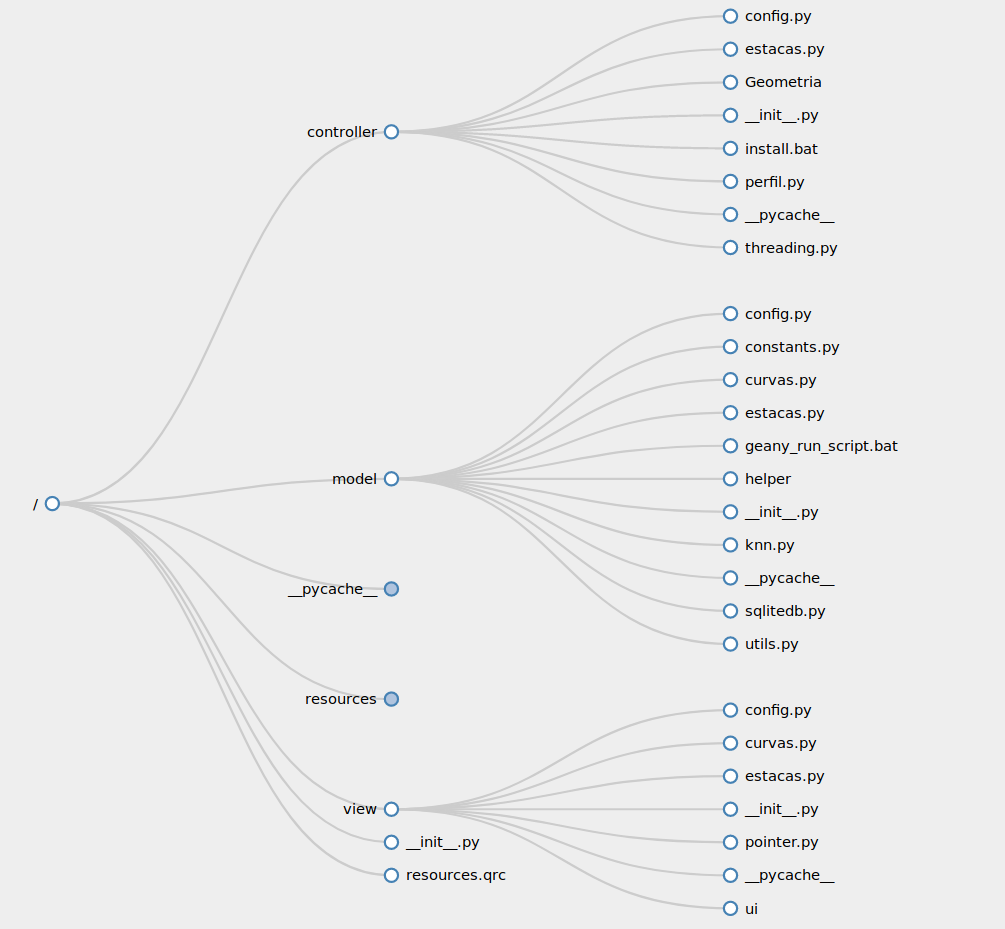 /
controller
config.py
estacas.py
Geometria
__init__.py
install.bat
perfil.py
__pycache__
threading.py
model
config.py
constants.py
curvas.py
estacas.py
geany_run_script.bat
helper
__init__.py
knn.py
__pycache__
sqlitedb.py
utils.py
__pycache__
resources
view
config.py
curvas.py
estacas.py
__init__.py
pointer.py
__pycache__
ui
__init__.py
resources.qrc